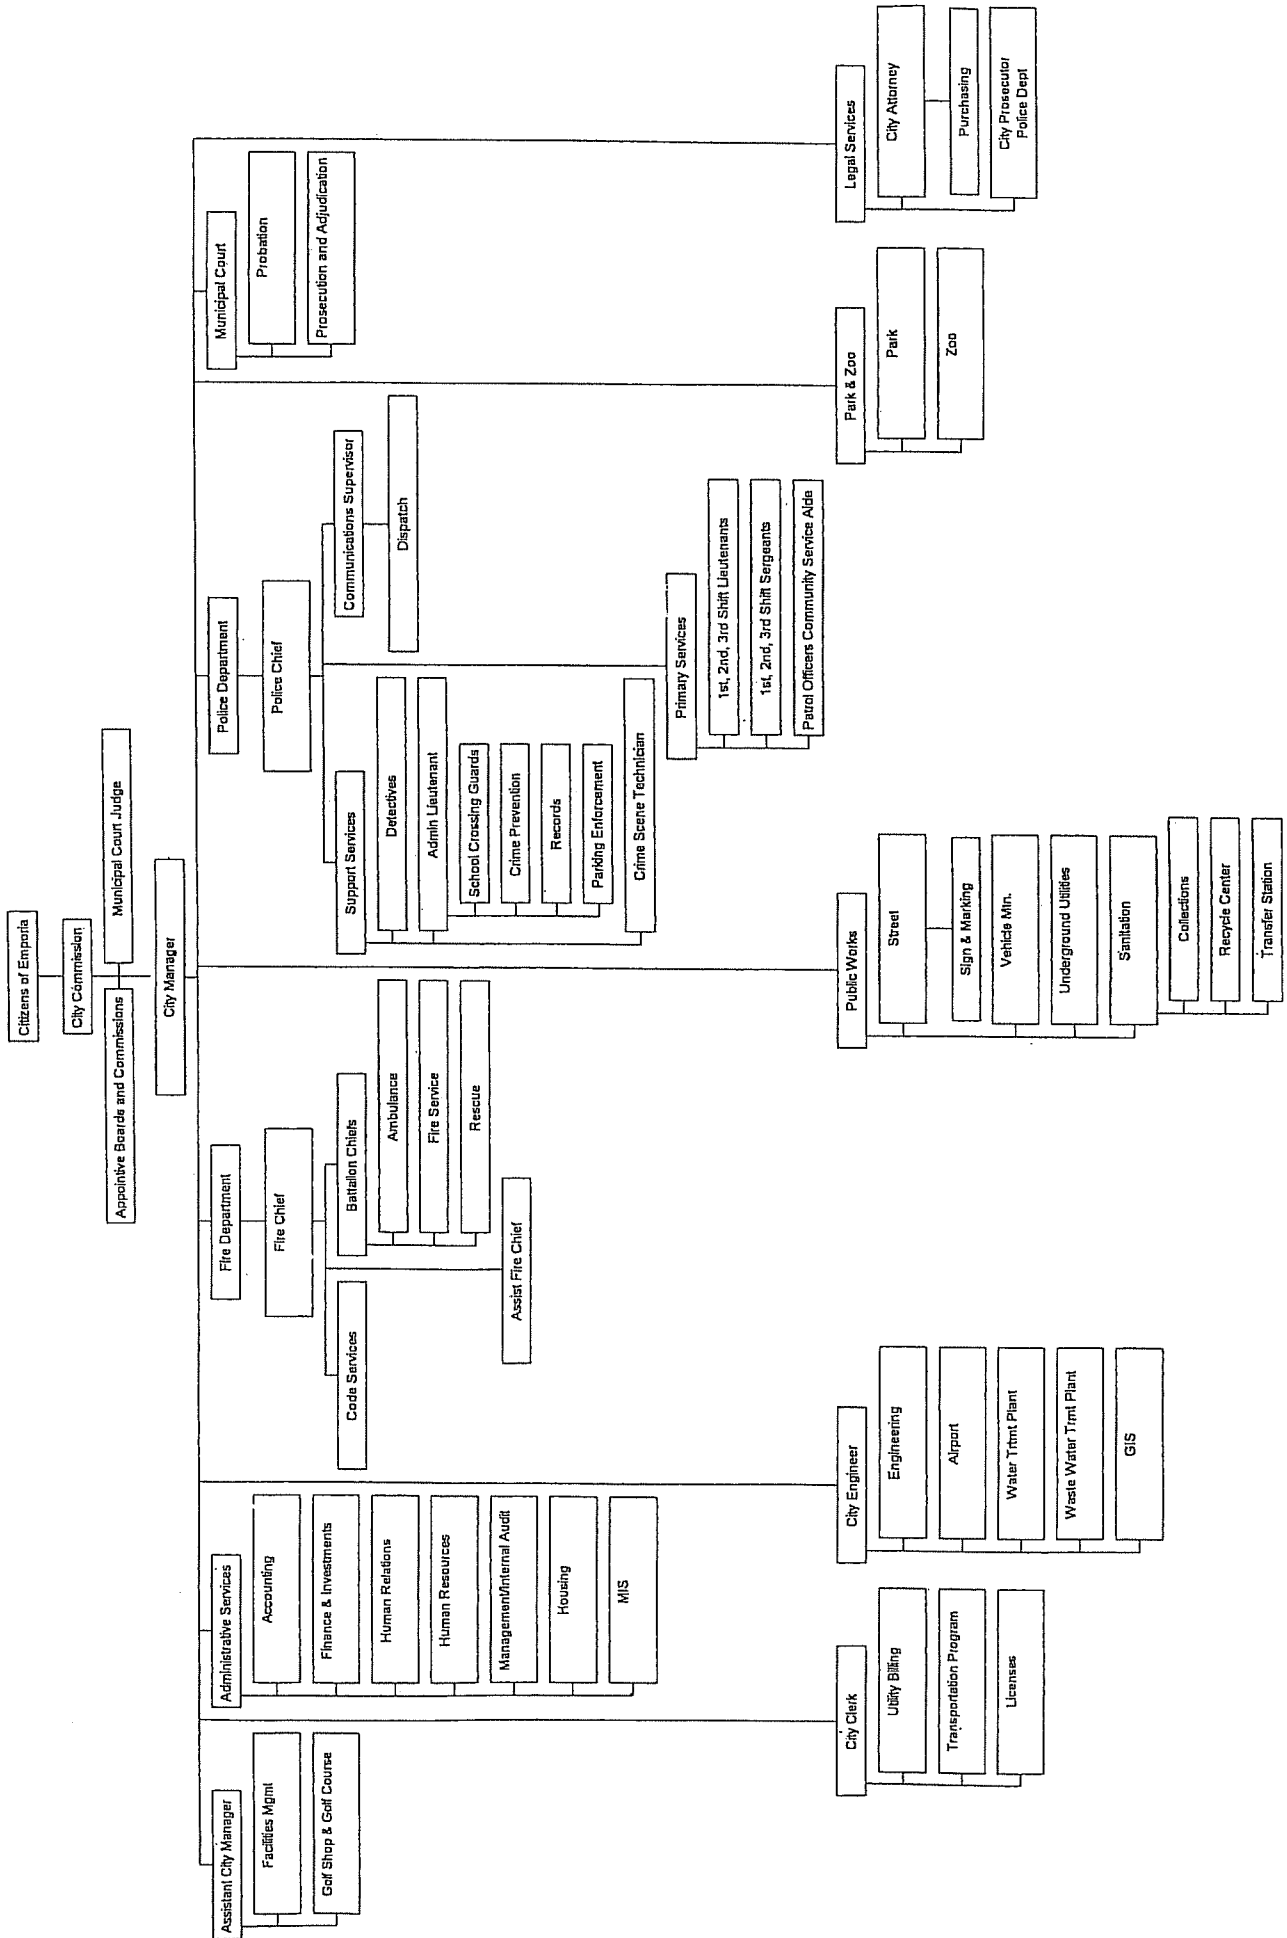 Citizens of Emporia
City Commission
Appointive Boards and Commissions
Municipal Court Judge
City Manager
Assistant City Manager
Facilities Mgmt
Golf Shop & Golf Course
Administrative Services
Accounting
Finance & Investments
Human Relations
Human Resources
Management/Internal Audit
Housing
MIS
Fire Department
Fire Chief
Code Services
Battalion Chiefs
Ambulance
Fire Service
Rescue
Assist Fire Chief
Police Department
Police Chief
Support Services
Detectives
Admin Lieutenant
School Crossing Guards
Crime Prevention
Records
Parking Enforcement
Crime Scene Technician
Communications Supervisor
Dispatch
Primary Services
1st, 2nd, 3rd Shift Lieutenants
1st, 2nd, 3rd Shift Sergeants
Patrol Officers Community Service Aide
Municipal Court
Probation
Prosecution and Adjudication
City Clerk
Utility Billing
Transportation Program
Licenses
City Engineer
Engineering
Airport
Water Trtmt Plant
Waste Water Trmt Plant
GIS
Public Works
Street
Sign & Marking
Vehicle Mtn.
Underground Utilities
Sanitation
Collections
Recycle Center
Transfer Station
Park & Zoo
Park
Zoo
Legal Services
City Attorney
Purchasing
City Prosecutor
Police Dept